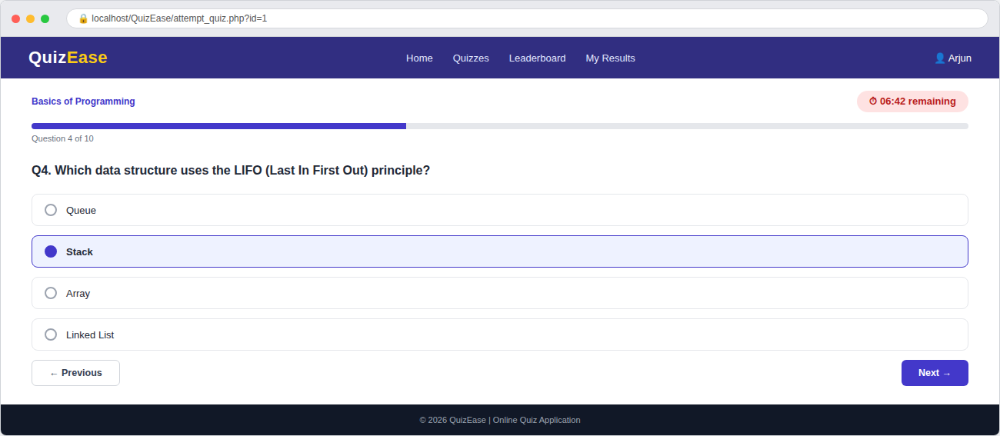 localhost/QuizEase/attempt_quiz.php?id=1
QuizEase Home Quizzes Leaderboard My Results Arjun
Basics of Programming 06:42 remaining
Question 4 of 10
Q4. Which data structure uses the LIFO (Last In First Out) principle?
Queue
Stack
Array
Linked List
← Previous Next →
© 2026 QuizEase | Online Quiz Application